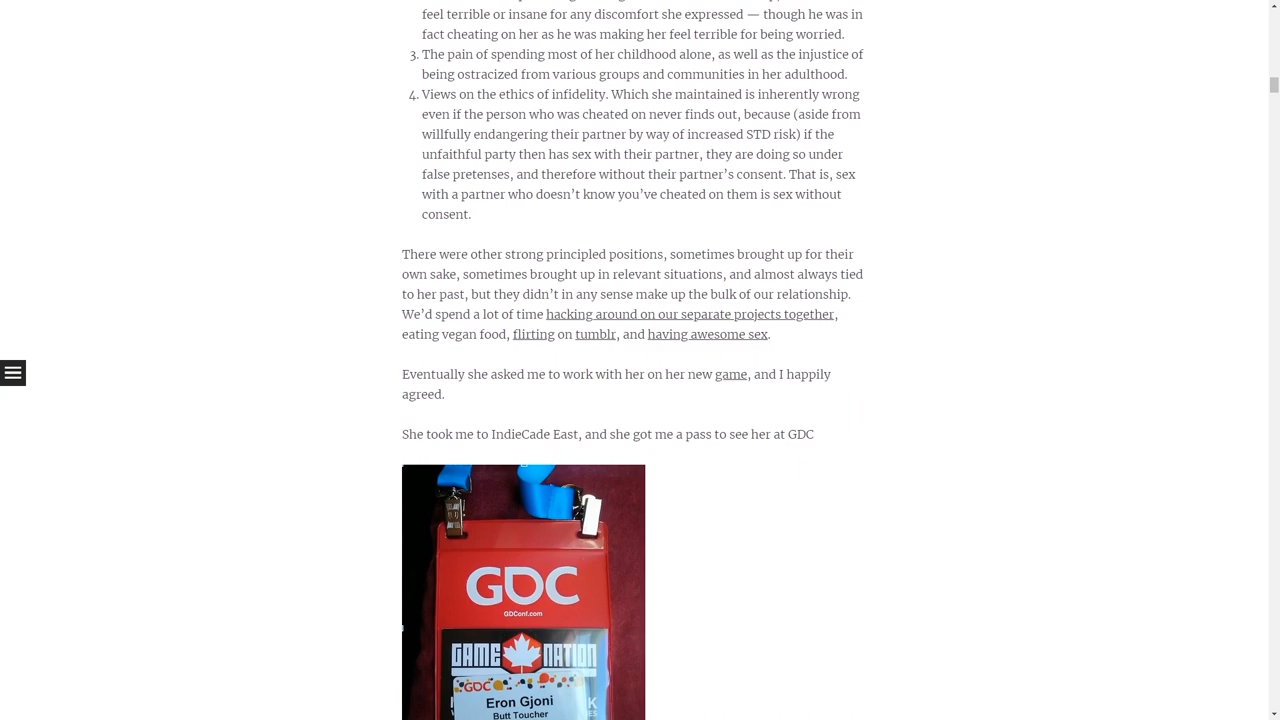 feel terrible or insane for any discomfort she expressed — though he was in
fact cheating on her as he was making her feel terrible for being worried.
3. The pain of spending most of her childhood alone, as well as the injustice of
being ostracized from various groups and communities in her adulthood.
4. Views on the ethics of infidelity. Which she maintained is inherently wrong
even if the person who was cheated on never finds out, because (aside from
willfully endangering their partner by way of increased STD risk) if the
unfaithful party then has sex with their partner, they are doing so under
false pretenses, and therefore without their partner’s consent. That is, sex
with a partner who doesn’t know you’ve cheated on them is sex without
consent.
There were other strong principled positions, sometimes brought up for their
own sake, sometimes brought up in relevant situations, and almost always tied
to her past, but they didn’t in any sense make up the bulk of our relationship.
We’d spend a lot of time hacking around on our separate projects together,
eating vegan food, flirting on tumblr, and having awesome sex.
Eventually she asked me to work with her on her new game, and I happily
agreed.
She took me to IndieCade East, and she got me a pass to see her at GDC
GDC
GDConf.com
GAME NATION
GDC
Eron Gjoni
Butt Toucher